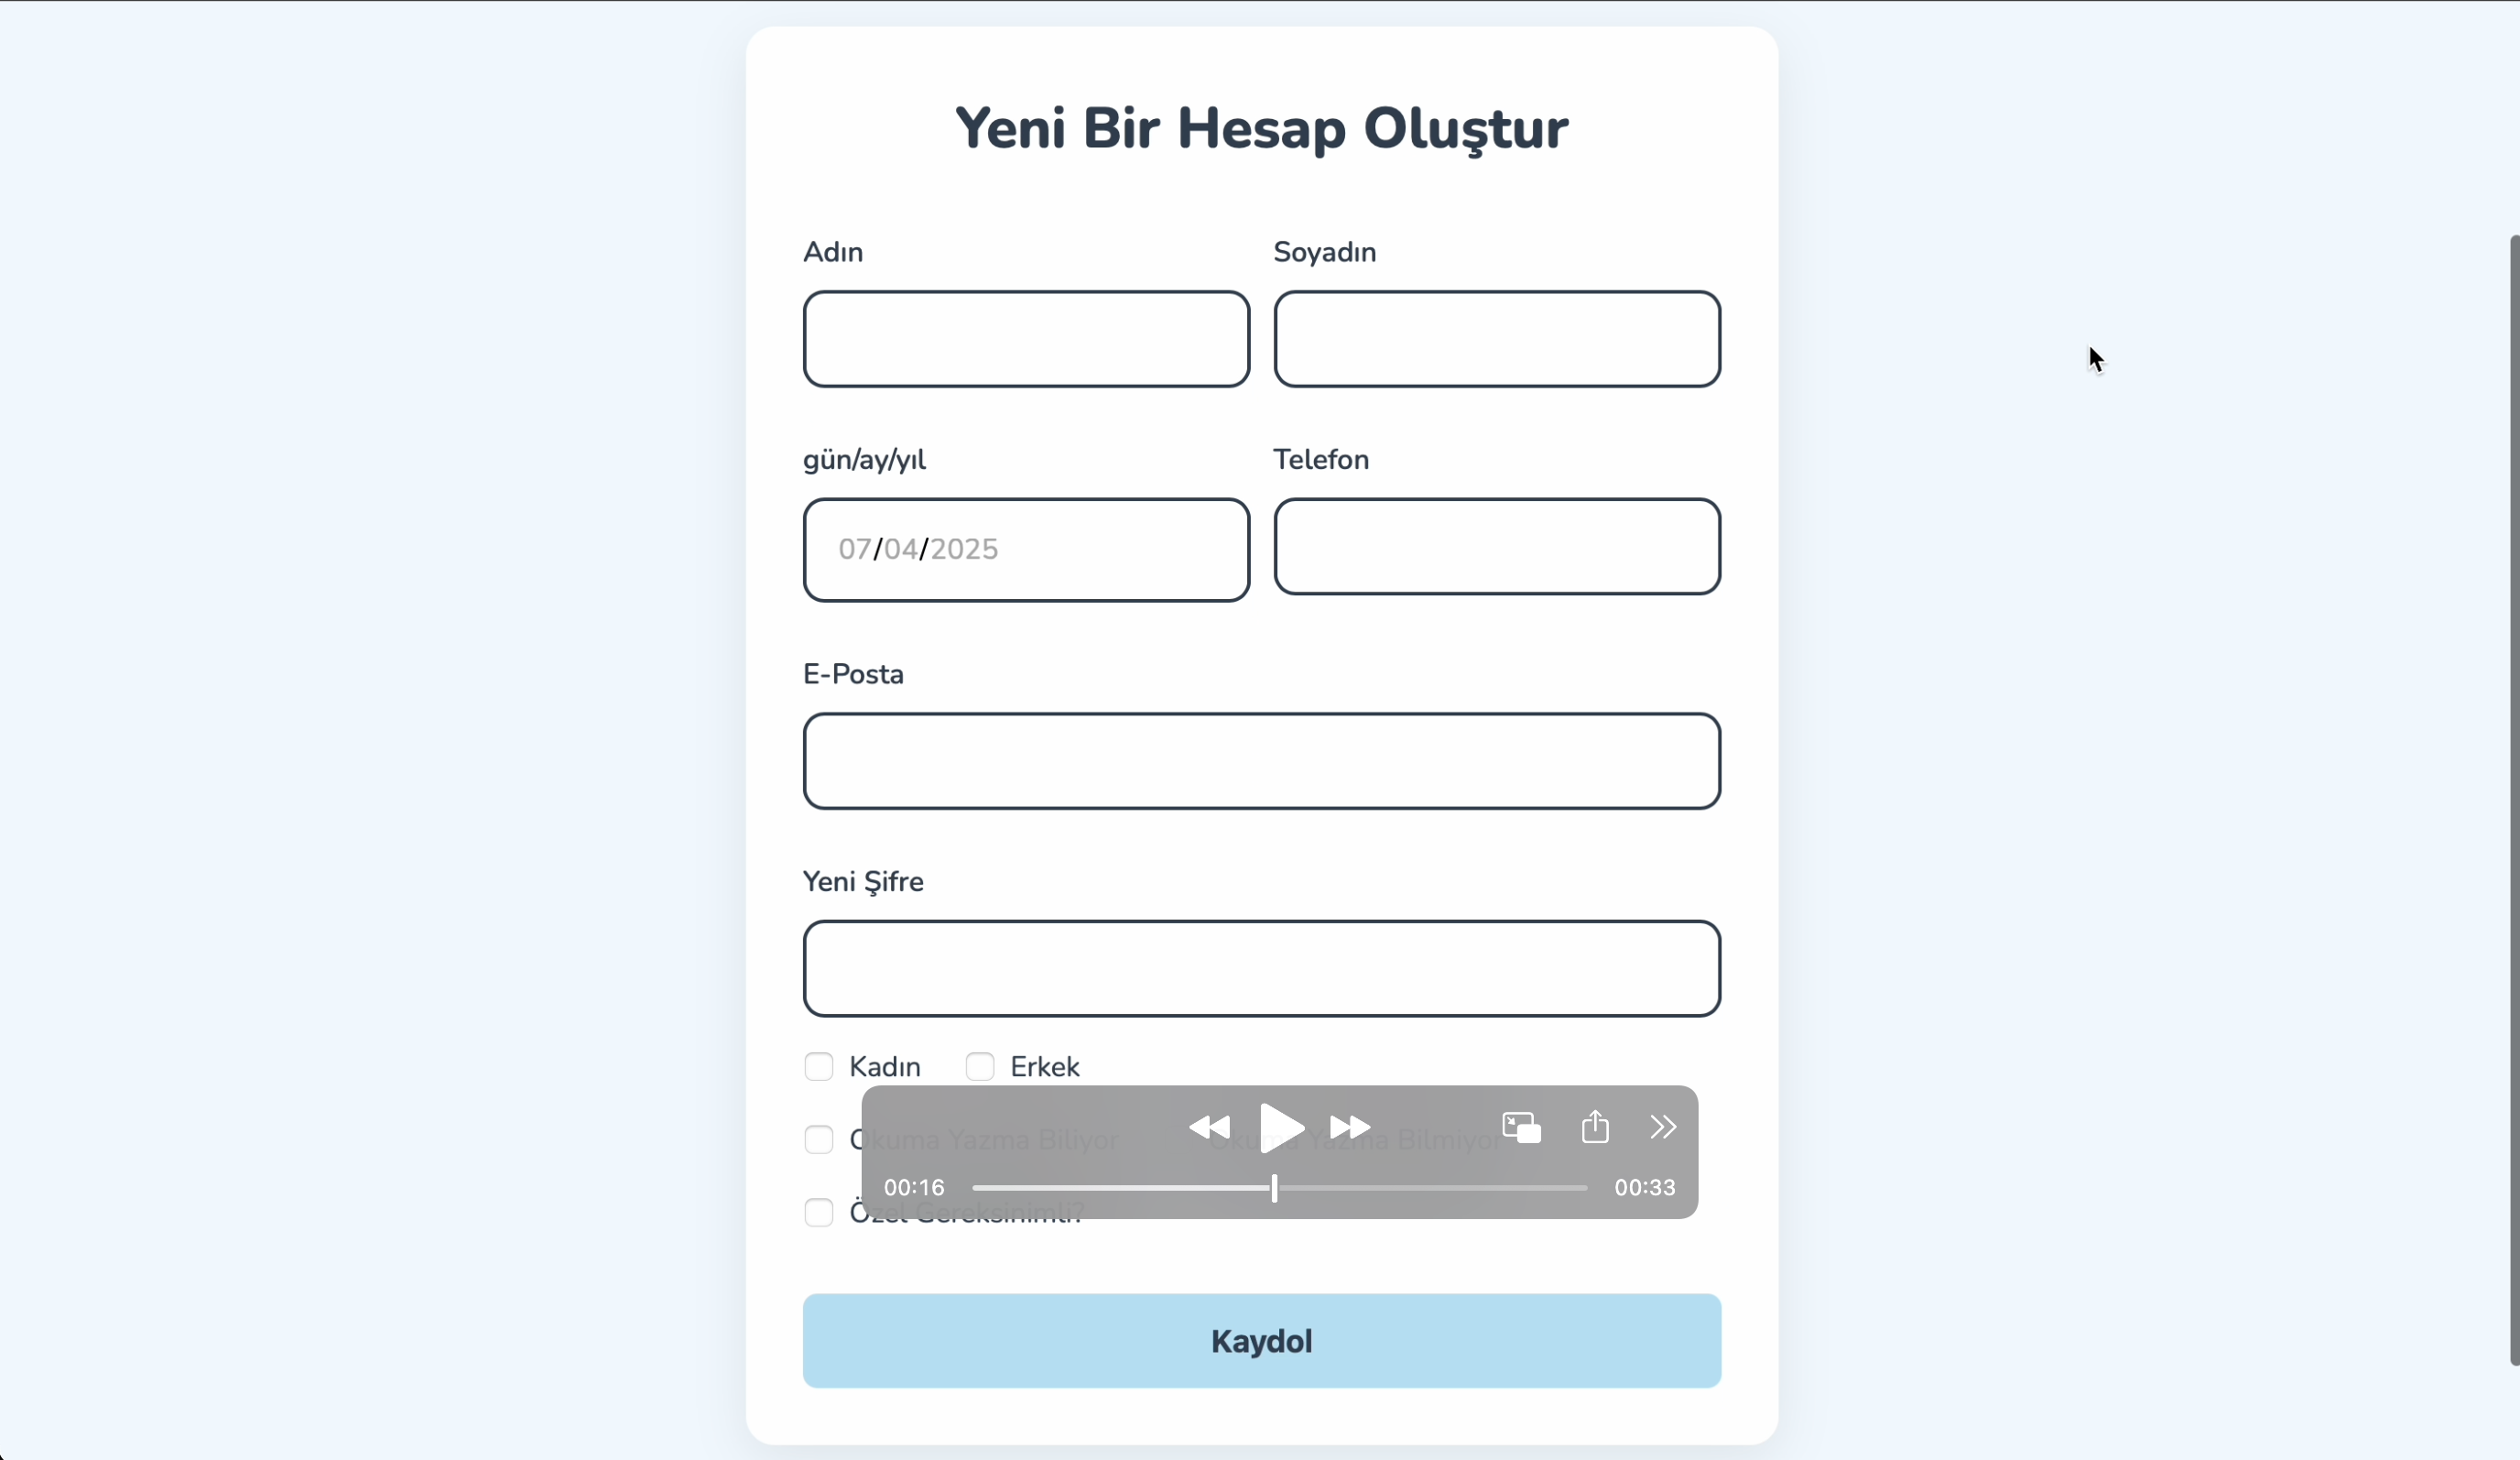 Yeni Bir Hesap Oluştur
Adın Soyadın
gün/ay/yıl Telefon
07/04/2025
E-Posta
Yeni Şifre
Kadın Erkek
Okuma Yazma Biliyor Okuma Yazma Bilmiyor
00:16 00:33
Özel Gereksinimli?
Kaydol